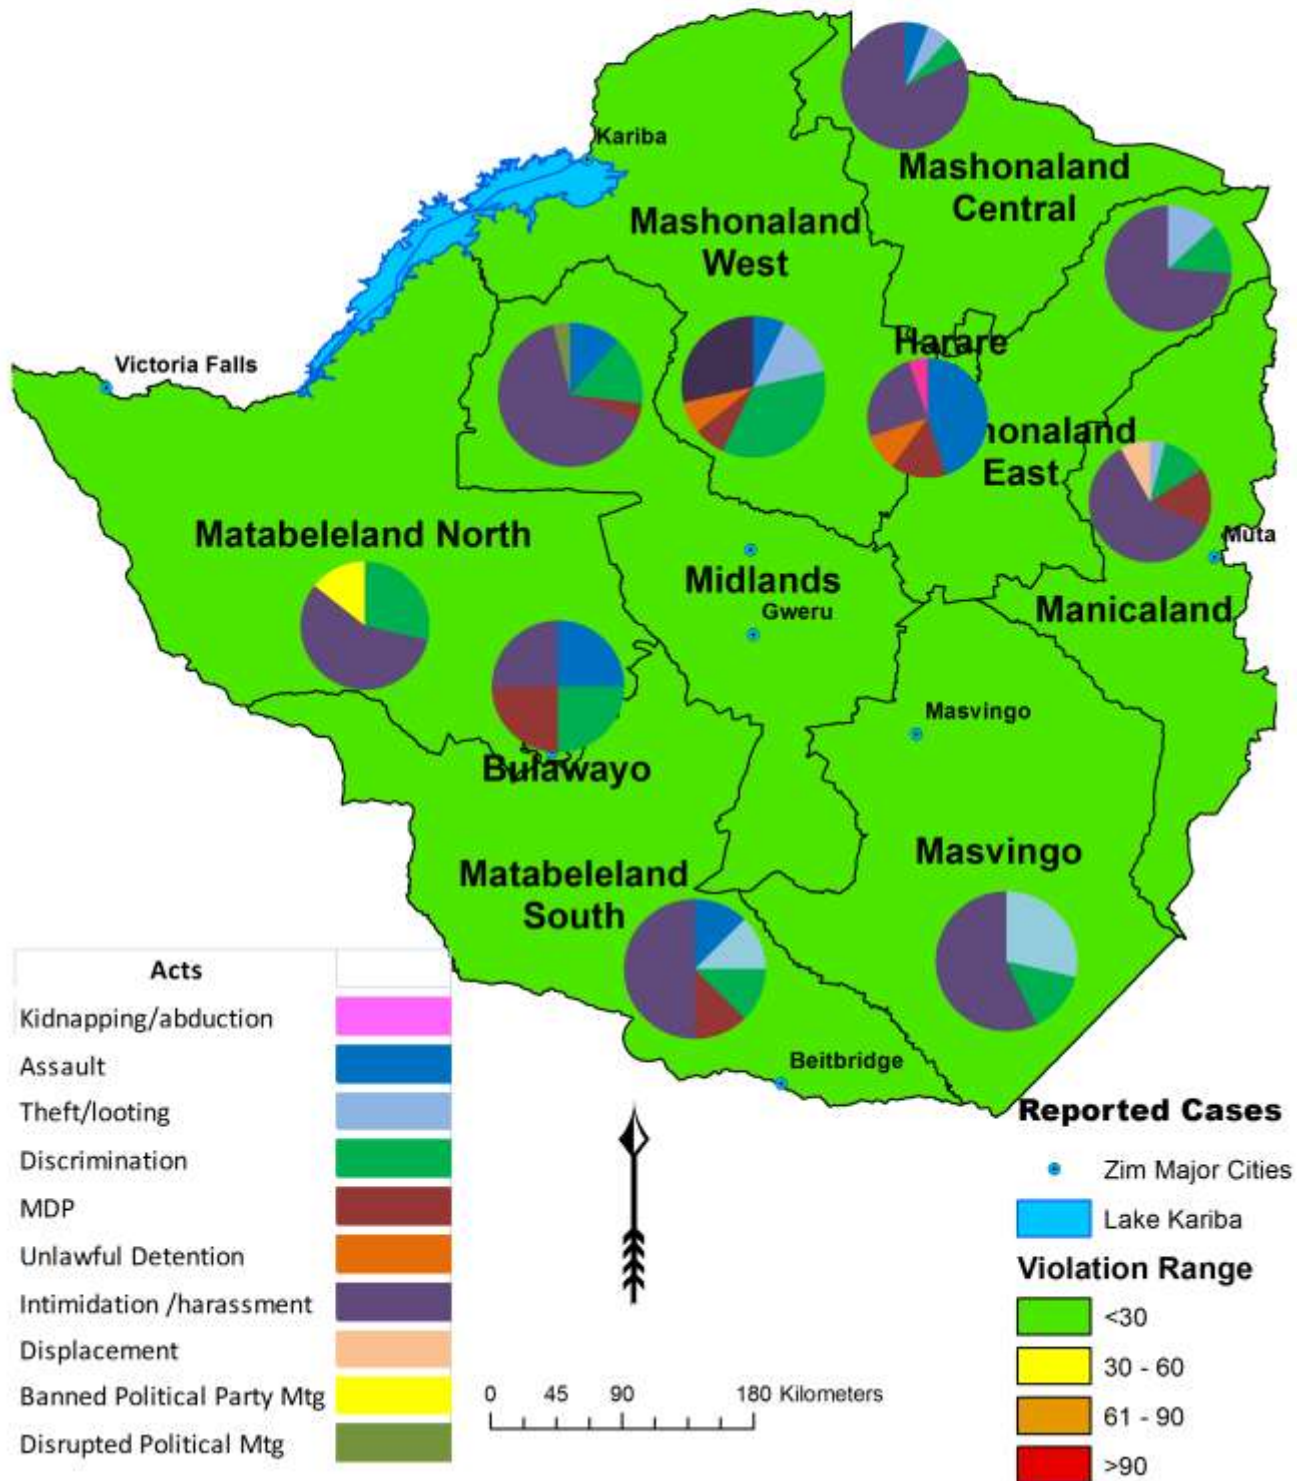 Kariba
Mashonaland
Central
Mashonaland
West
Victoria Falls
Harare
honaland
East
Muta
Matabeleland North
Midlands
Gweru
Manicaland
Masvingo
Bulawayo
Masvingo
Matabeleland
South
Beitbridge
Acts
Kidnapping/abduction
Assault
Theft/looting
Discrimination
MDP
Unlawful Detention
Intimidation /harassment
Displacement
Banned Political Party Mtg
Disrupted Political Mtg
0 45 90 180 Kilometers
Reported Cases
Zim Major Cities
Lake Kariba
Violation Range
<30
30 - 60
61 - 90
>90